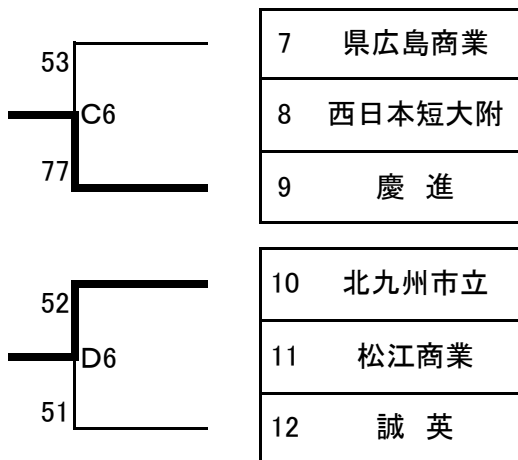 53
C6
77
7 県広島商業
8 西日本短大附
9 慶 進
52
D6
51
10 北九州市立
11 松江商業
12 誠 英